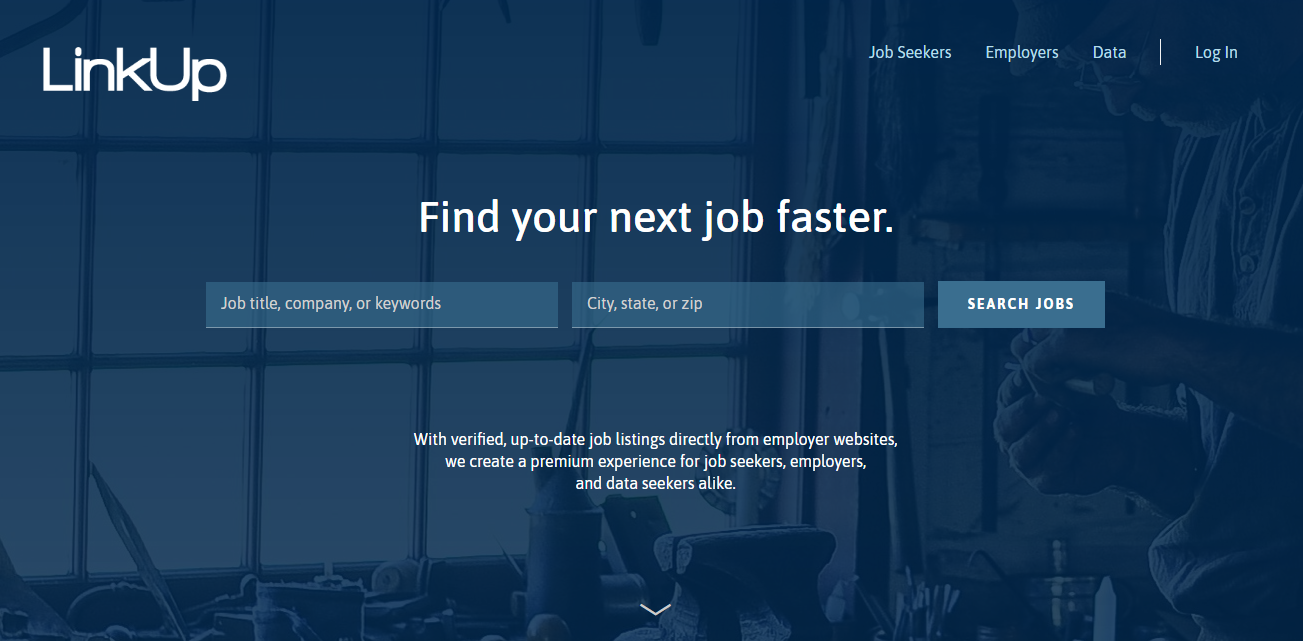 LinkUp
Job Seekers
Employers
Data
Log In
Find your next job faster.
Job title, company, or keywords
City, state, or zip
SEARCH JOBS
With verified, up-to-date job listings directly from employer websites,
we create a premium experience for job seekers, employers,
and data seekers alike.